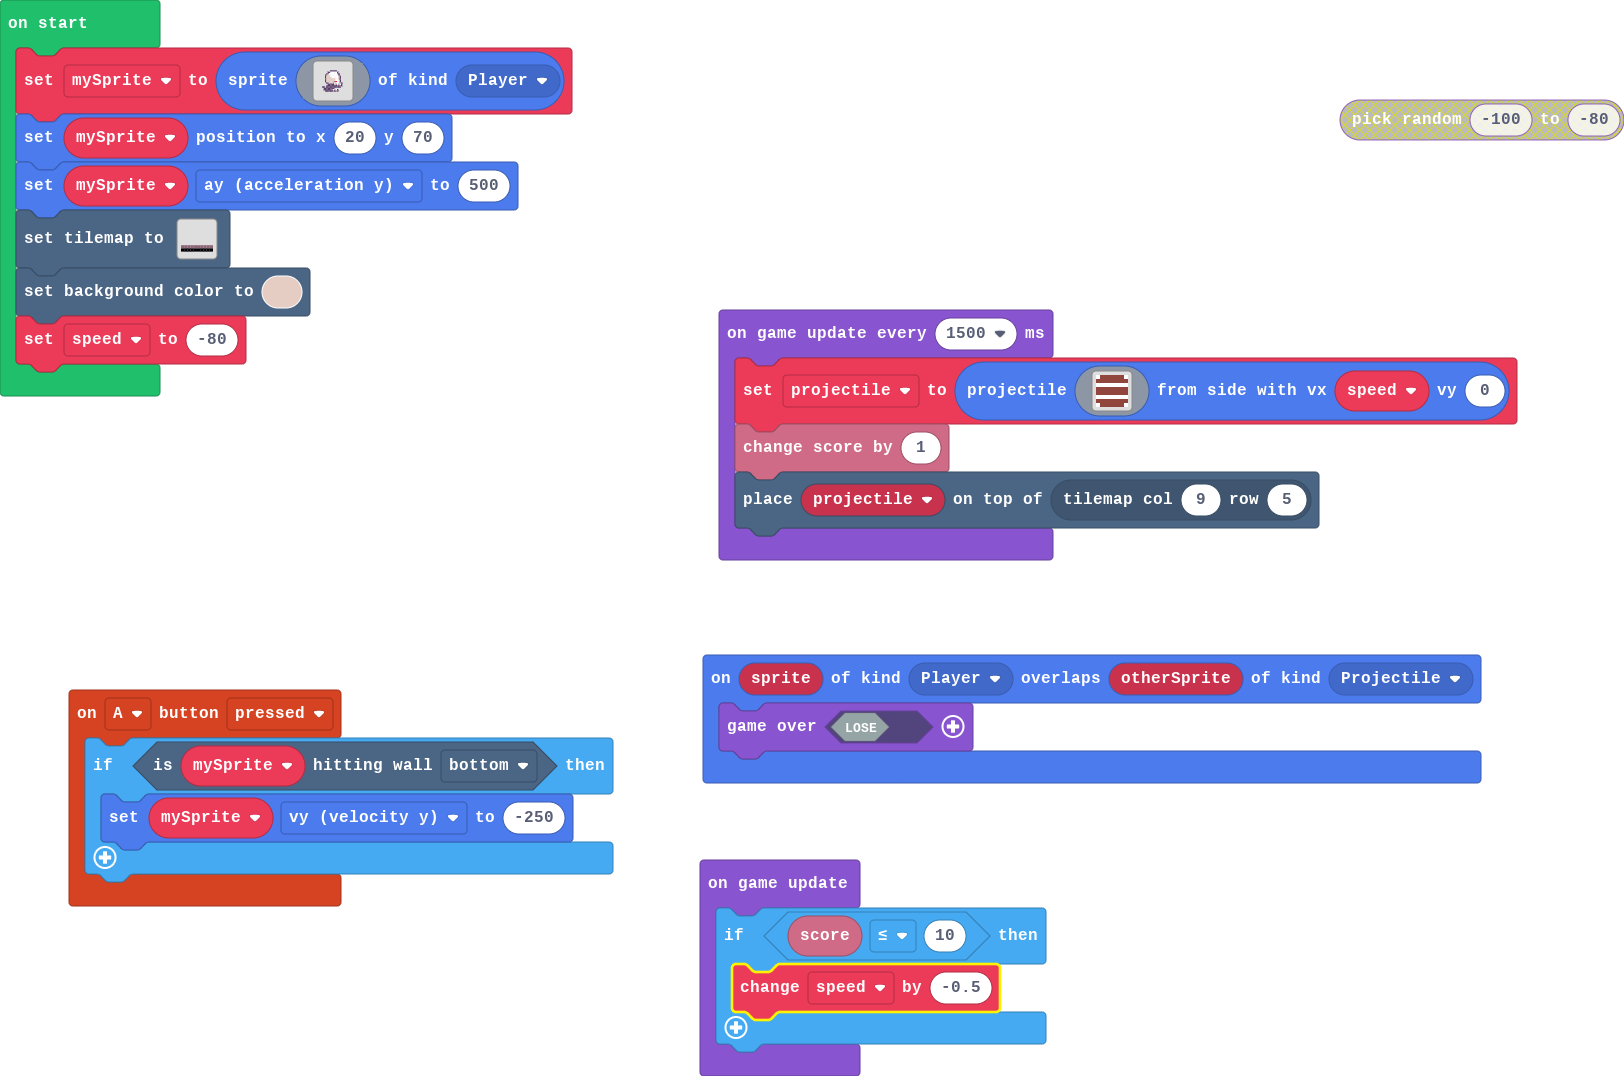 on start
set mySprite to sprite of kind Player
set mySprite position to x 20 y 70
set mySprite ay (acceleration y) to 500
set tilemap to
set background color to
set speed to -80
pick random -100 to -80
on game update every 1500 ms
set projectile to projectile from side with vx speed vy 0
change score by 1
place projectile on top of tilemap col 9 row 5
on A button pressed
if is mySprite hitting wall bottom then
set mySprite vy (velocity y) to -250
on sprite of kind Player overlaps otherSprite of kind Projectile
game over LOSE
on game update
if score ≤ 10 then
change speed by -0.5